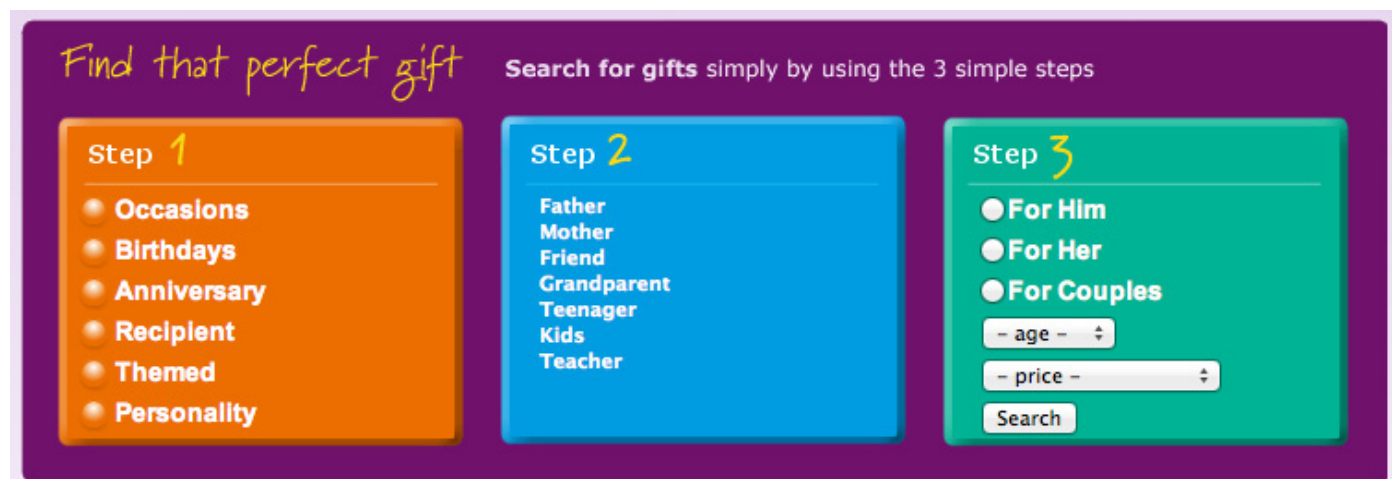 Find that perfect gift
Search for gifts simply by using the 3 simple steps
Step 1
Occasions
Birthdays
Anniversary
Recipient
Themed
Personality
Step 2
Father
Mother
Friend
Grandparent
Teenager
Kids
Teacher
Step 3
For Him
For Her
For Couples
- age -
- price -
Search